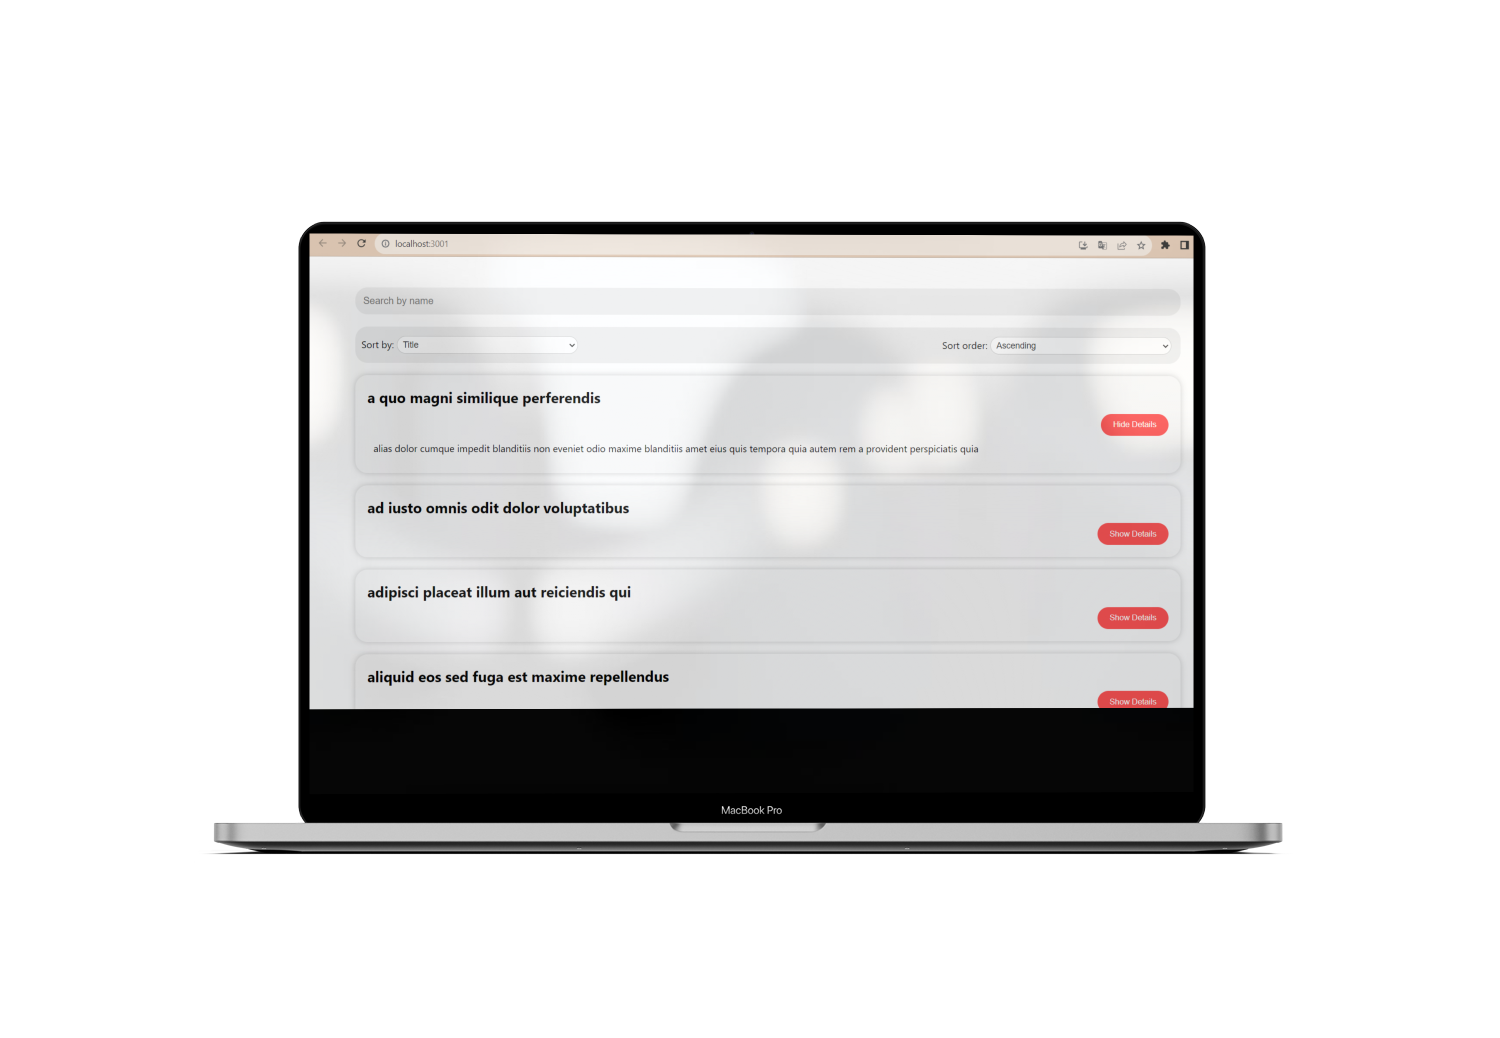 localhost:3001
Search by name
Sort by: Title Sort order: Ascending
a quo magni similique perferendis
Hide Details
alias dolor cumque impedit blanditiis non eveniet odio maxime blanditiis amet eius quis tempora quia autem rem a provident perspiciatis quia
ad iusto omnis odit dolor voluptatibus
Show Details
adipisci placeat illum aut reiciendis qui
Show Details
aliquid eos sed fuga est maxime repellendus
Show Details
MacBook Pro